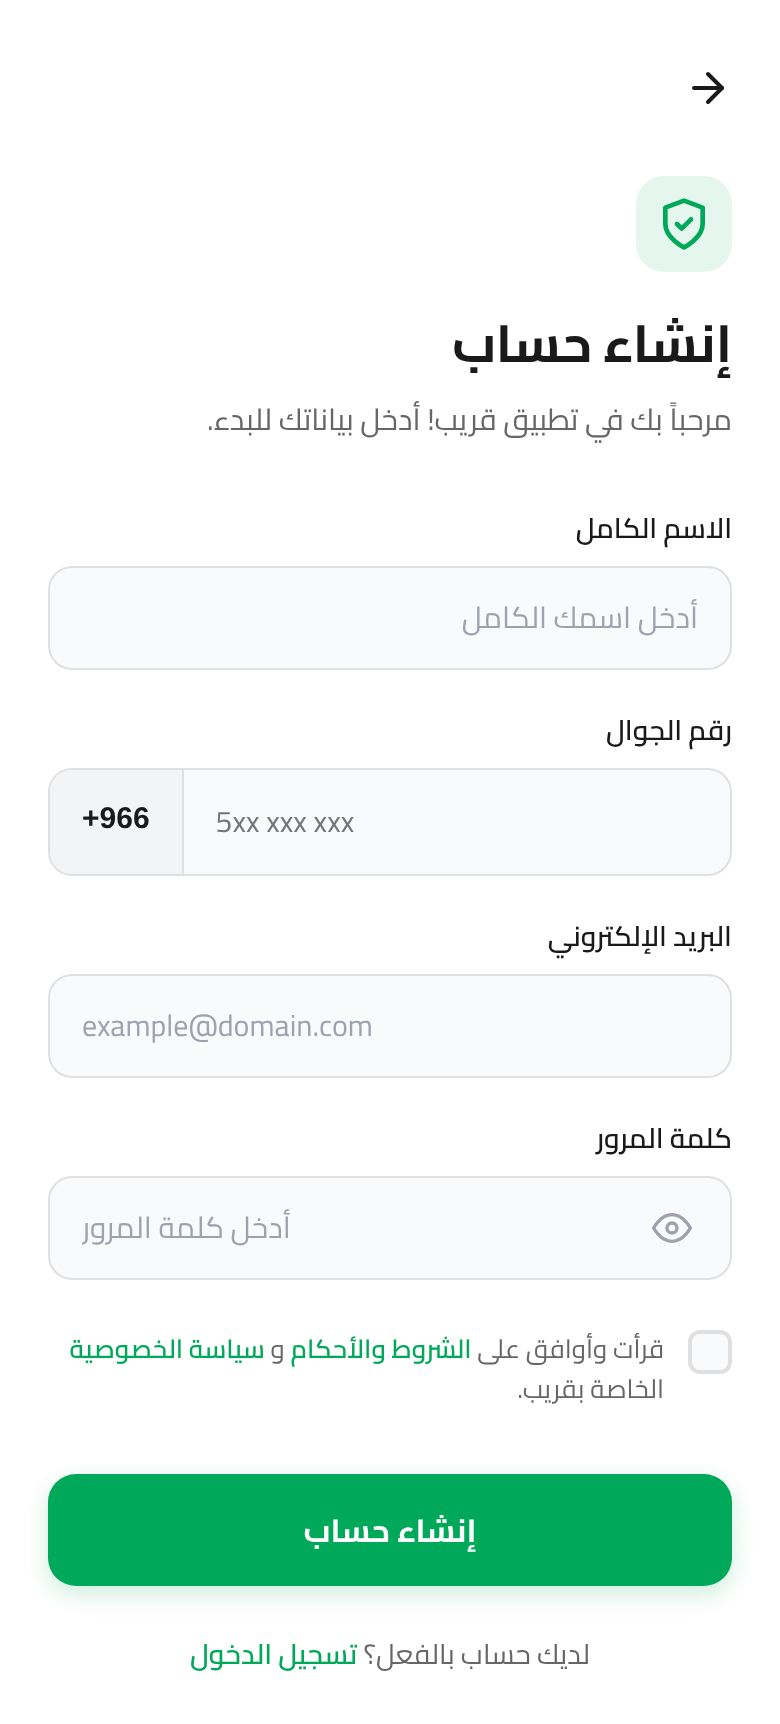 إنشاء حساب
مرحباً بك في تطبيق قريب! أدخل بياناتك للبدء.
الاسم الكامل
أدخل اسمك الكامل
رقم الجوال
+966 5xx xxx xxx
البريد الإلكتروني
example@domain.com
كلمة المرور
أدخل كلمة المرور
قرأت وأوافق على الشروط والأحكام و سياسة الخصوصية
الخاصة بقريب.
إنشاء حساب
لديك حساب بالفعل؟ تسجيل الدخول